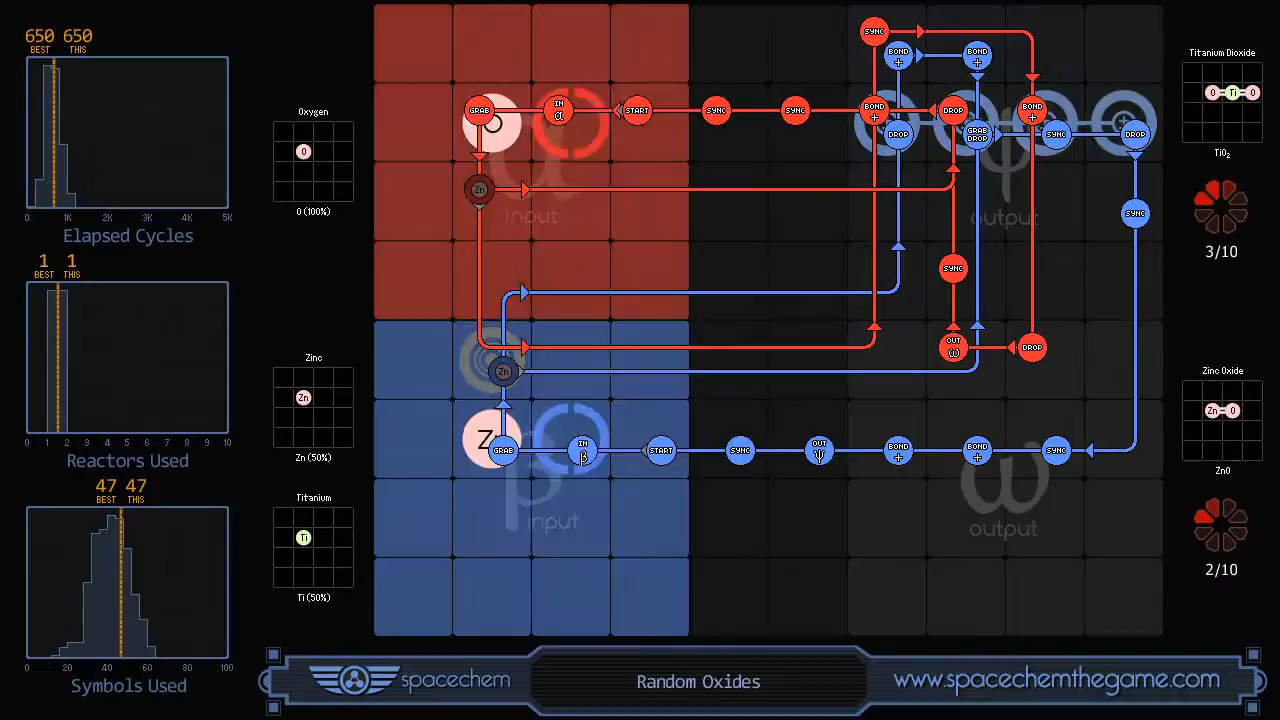 650 650
BEST THIS
0 1K 2K 3K 4K 5K
Elapsed Cycles
1 1
BEST THIS
0 1 2 3 4 5 6 7 8 9 10
Reactors Used
47 47
BEST THIS
0 20 40 60 80 100
Symbols Used
Oxygen
O
O (100%)
Zinc
Zn
Zn (50%)
Titanium
Ti
Ti (50%)
SYNC
BOND +
BOND +
GRAB
O
IN α
START
SYNC
SYNC
BOND +
DROP
BOND +
DROP
GRAB DROP
SYNC
DROP
Zn
α
input
ψ
output
SYNC
SYNC
OUT ω
DROP
Zn
Z
GRAB
IN β
START
SYNC
OUT ψ
BOND +
BOND +
SYNC
β
input
ω
output
Titanium Dioxide
O Ti O
TiO₂
3/10
Zinc Oxide
Zn O
ZnO
2/10
spacechem
Random Oxides
www.spacechemthegame.com